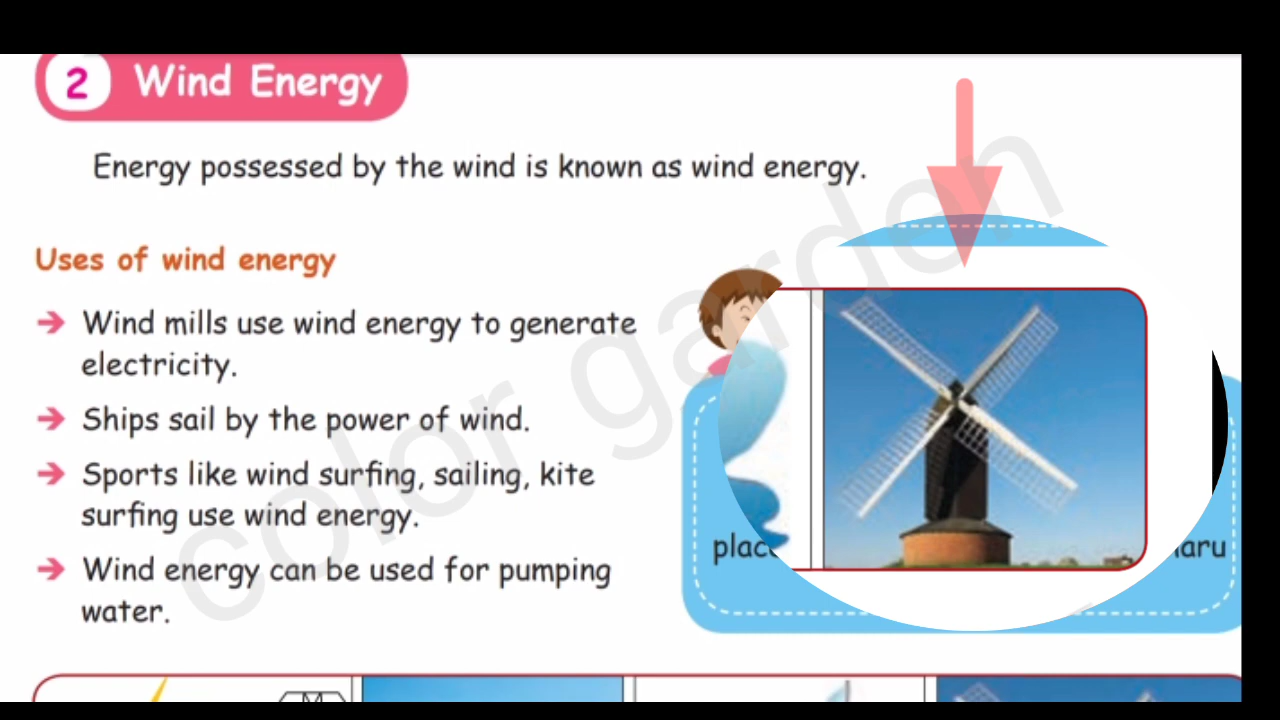 2 Wind Energy
Energy possessed by the wind is known as wind energy.
Uses of wind energy
→ Wind mills use wind energy to generate
electricity.
→ Ships sail by the power of wind.
→ Sports like wind surfing, sailing, kite
surfing use wind energy.
→ Wind energy can be used for pumping
water.
color garden